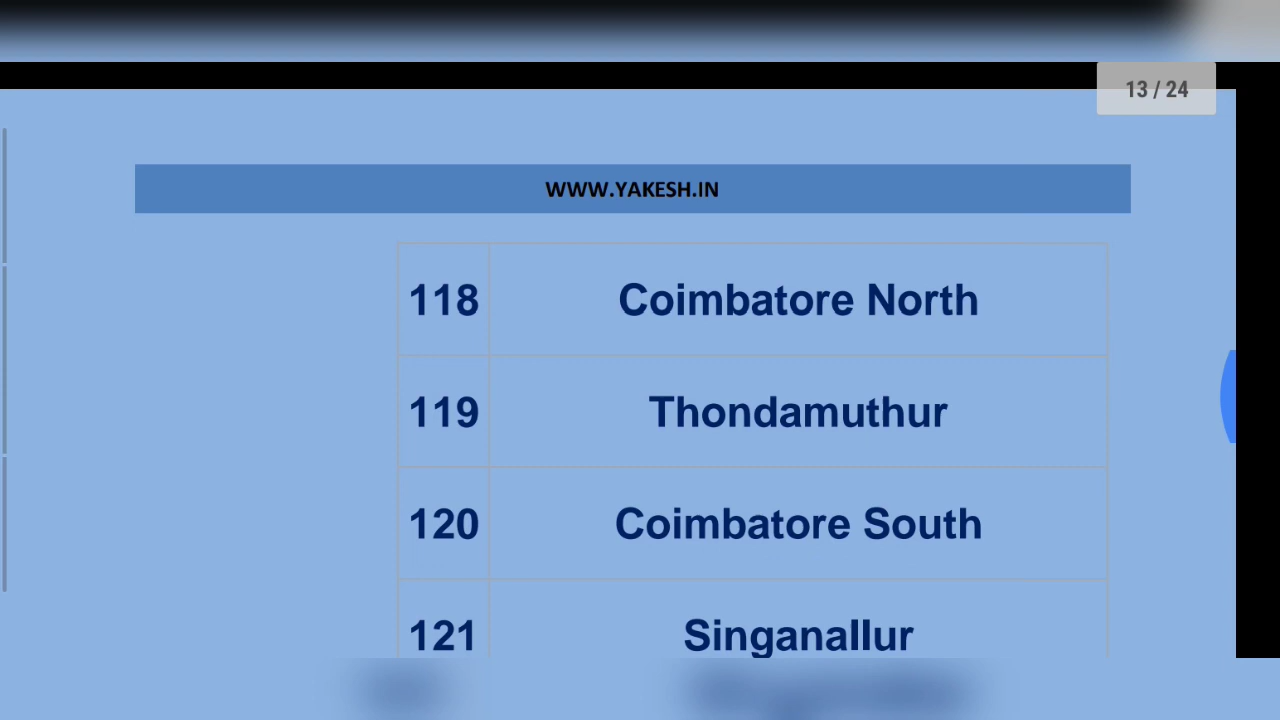 13 / 24
WWW.YAKESH.IN
118 Coimbatore North
119 Thondamuthur
120 Coimbatore South
121 Singanallur